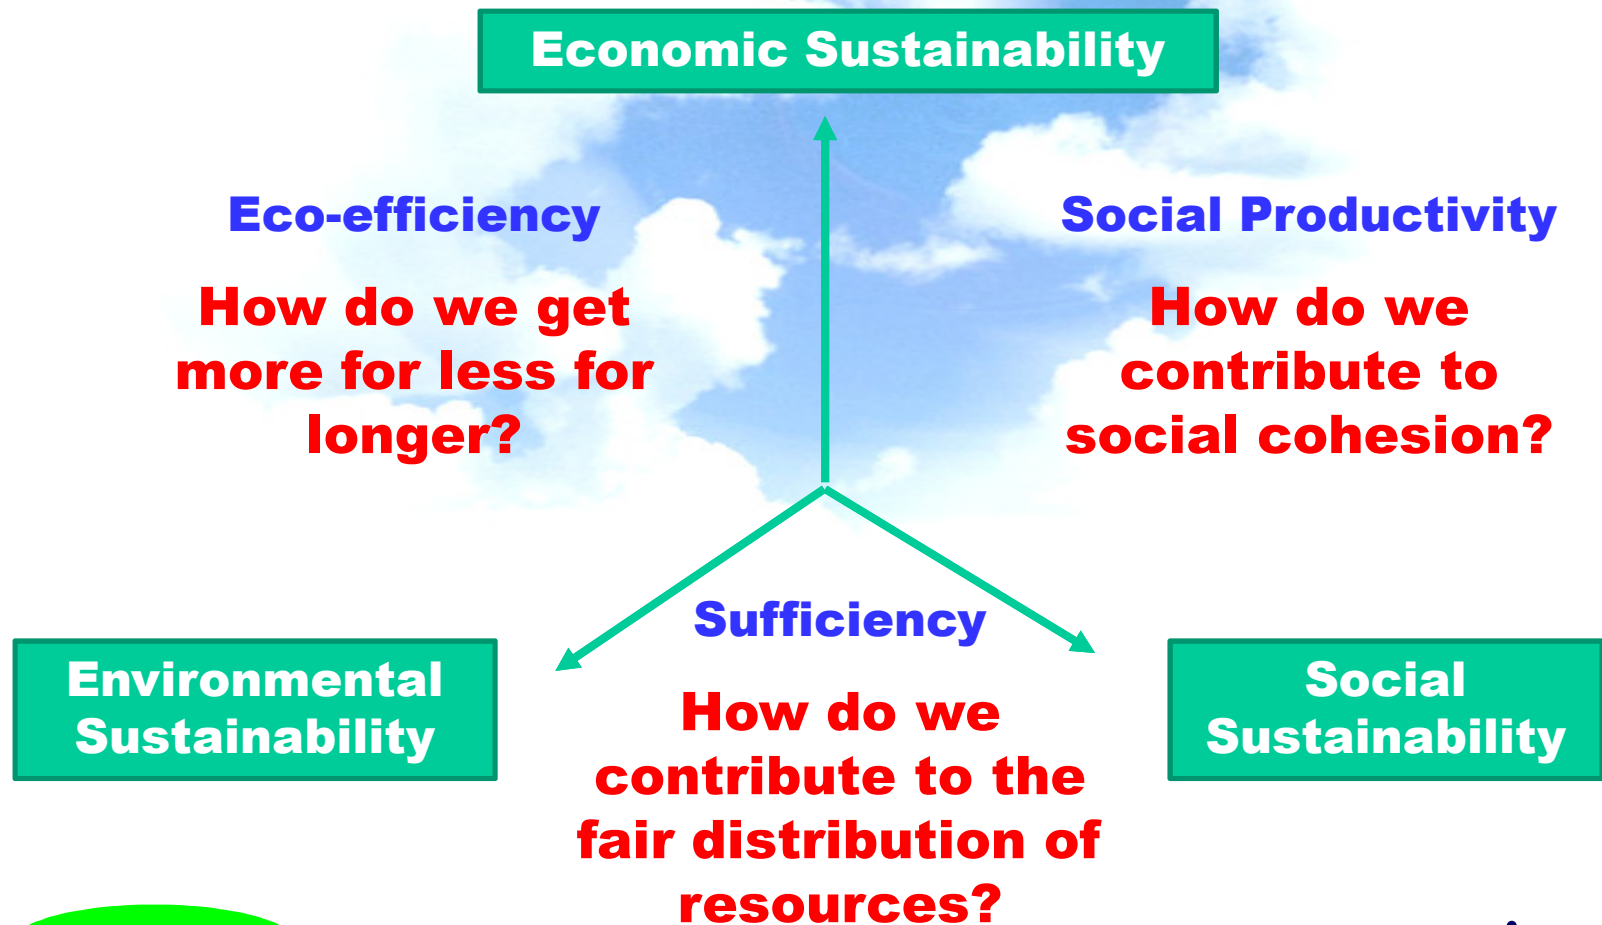 Economic Sustainability
Eco-efficiency
How do we get
more for less for
longer?
Social Productivity
How do we
contribute to
social cohesion?
Environmental
Sustainability
Sufficiency
How do we
contribute to the
fair distribution of
resources?
Social
Sustainability